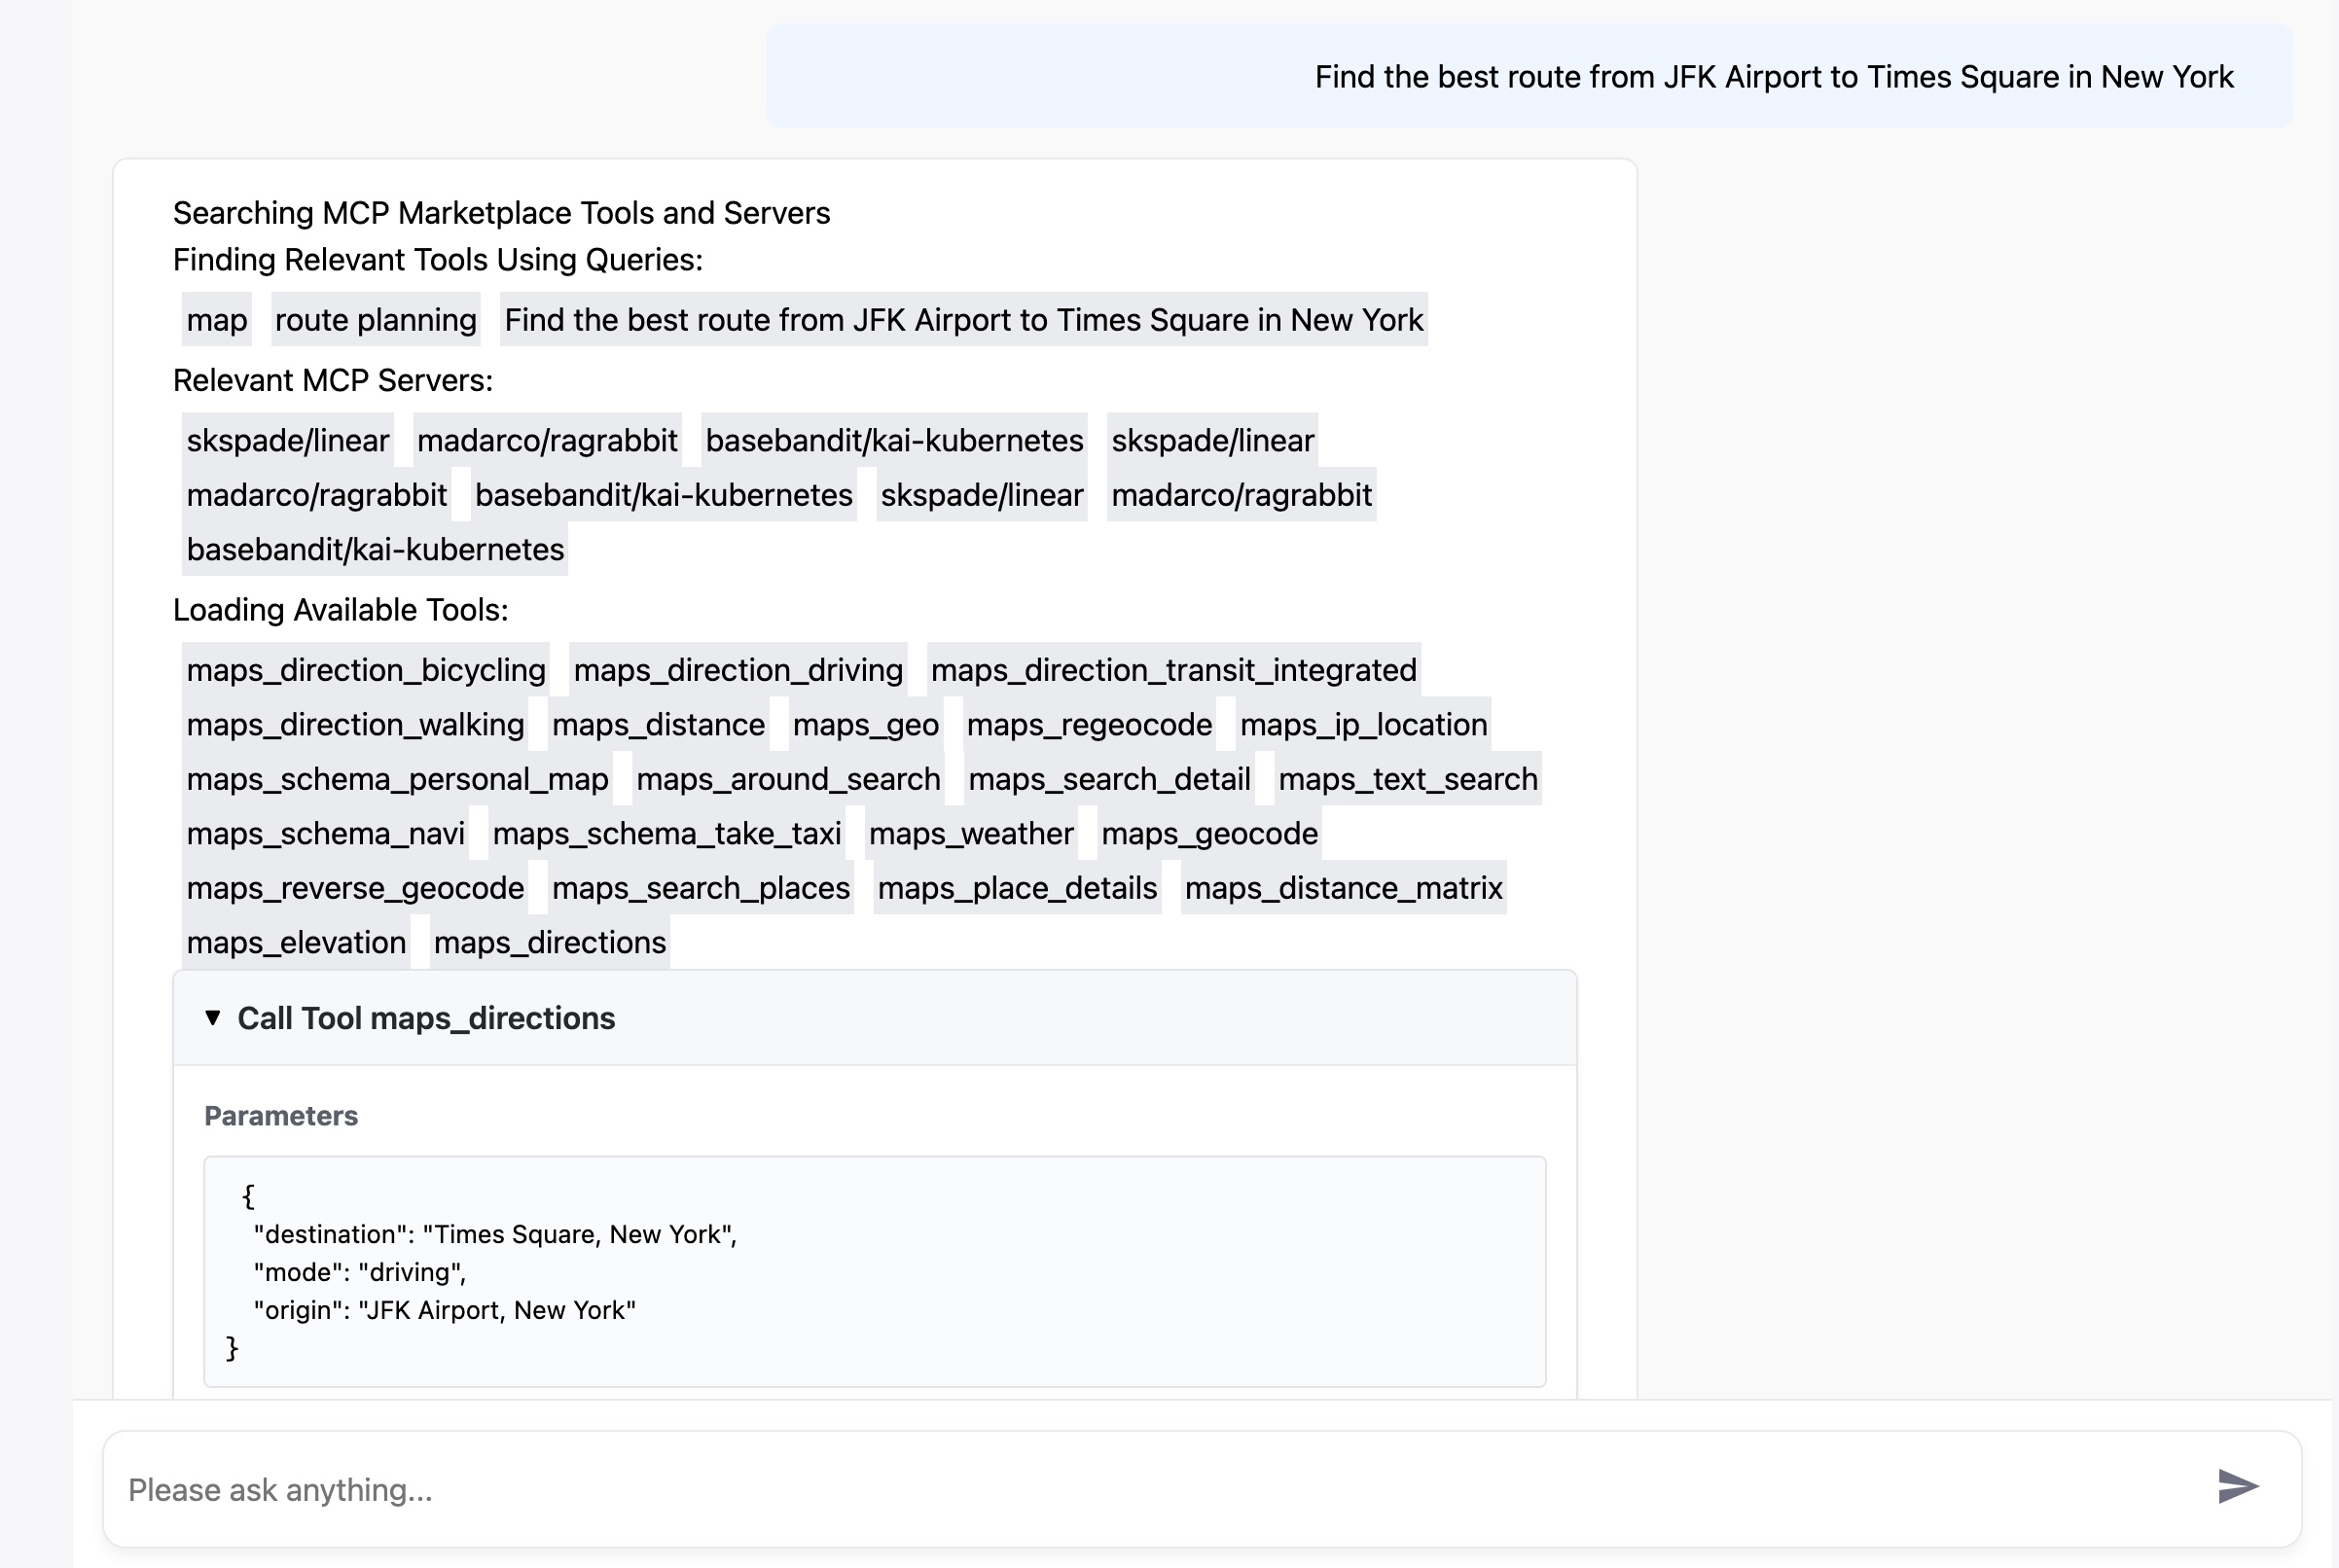 Find the best route from JFK Airport to Times Square in New York
Searching MCP Marketplace Tools and Servers
Finding Relevant Tools Using Queries:
map route planning Find the best route from JFK Airport to Times Square in New York
Relevant MCP Servers:
skspade/linear madarco/ragrabbit basebandit/kai-kubernetes skspade/linear
madarco/ragrabbit basebandit/kai-kubernetes skspade/linear madarco/ragrabbit
basebandit/kai-kubernetes
Loading Available Tools:
maps_direction_bicycling maps_direction_driving maps_direction_transit_integrated
maps_direction_walking maps_distance maps_geo maps_regeocode maps_ip_location
maps_schema_personal_map maps_around_search maps_search_detail maps_text_search
maps_schema_navi maps_schema_take_taxi maps_weather maps_geocode
maps_reverse_geocode maps_search_places maps_place_details maps_distance_matrix
maps_elevation maps_directions
▼ Call Tool maps_directions
Parameters
{
"destination": "Times Square, New York",
"mode": "driving",
"origin": "JFK Airport, New York"
}
Please ask anything...